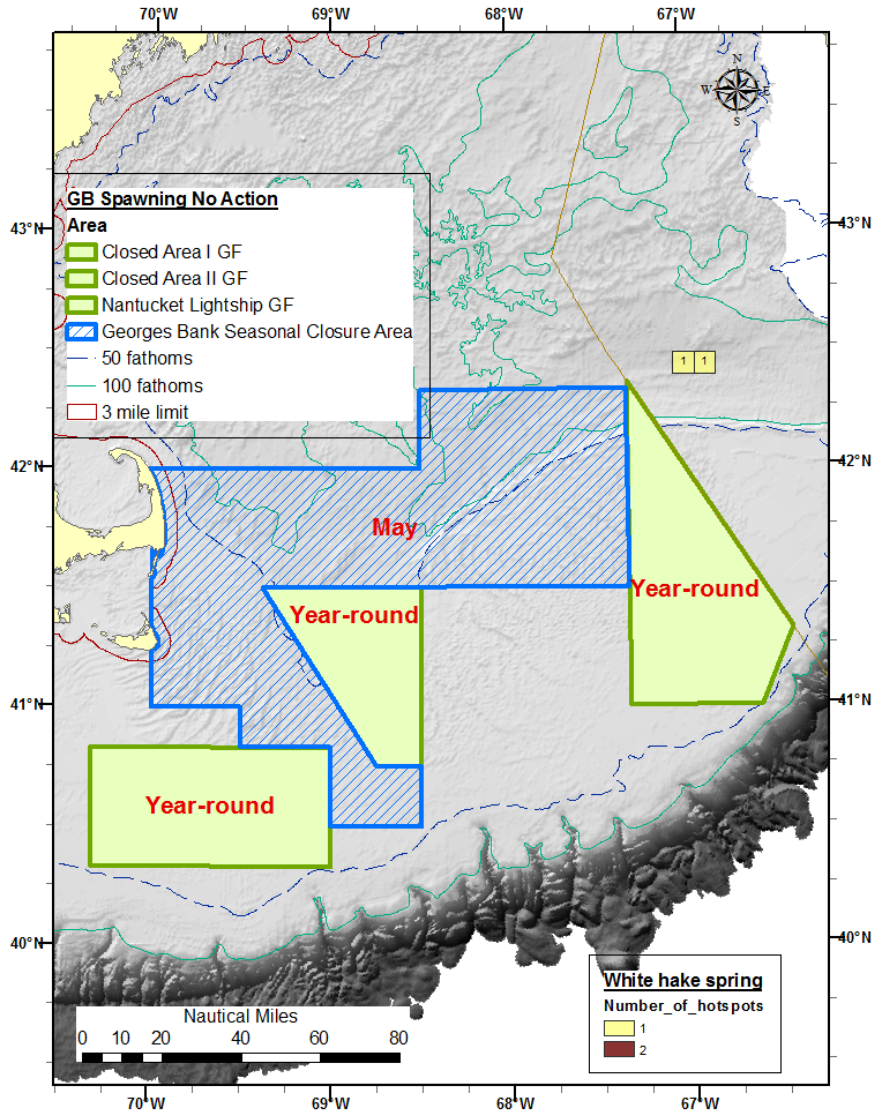 70°W 69°W 68°W 67°W
N
W E
S
43°N 43°N
GB Spawning No Action
Area
Closed Area I GF
Closed Area II GF
Nantucket Lightship GF
Georges Bank Seasonal Closure Area
50 fathoms
100 fathoms
3 mile limit
1 1
42°N 42°N
May
Year-round
Year-round
41°N 41°N
Year-round
40°N 40°N
White hake spring
Number_of_hotspots
1
2
Nautical Miles
0 10 20 40 60 80
70°W 69°W 68°W 67°W